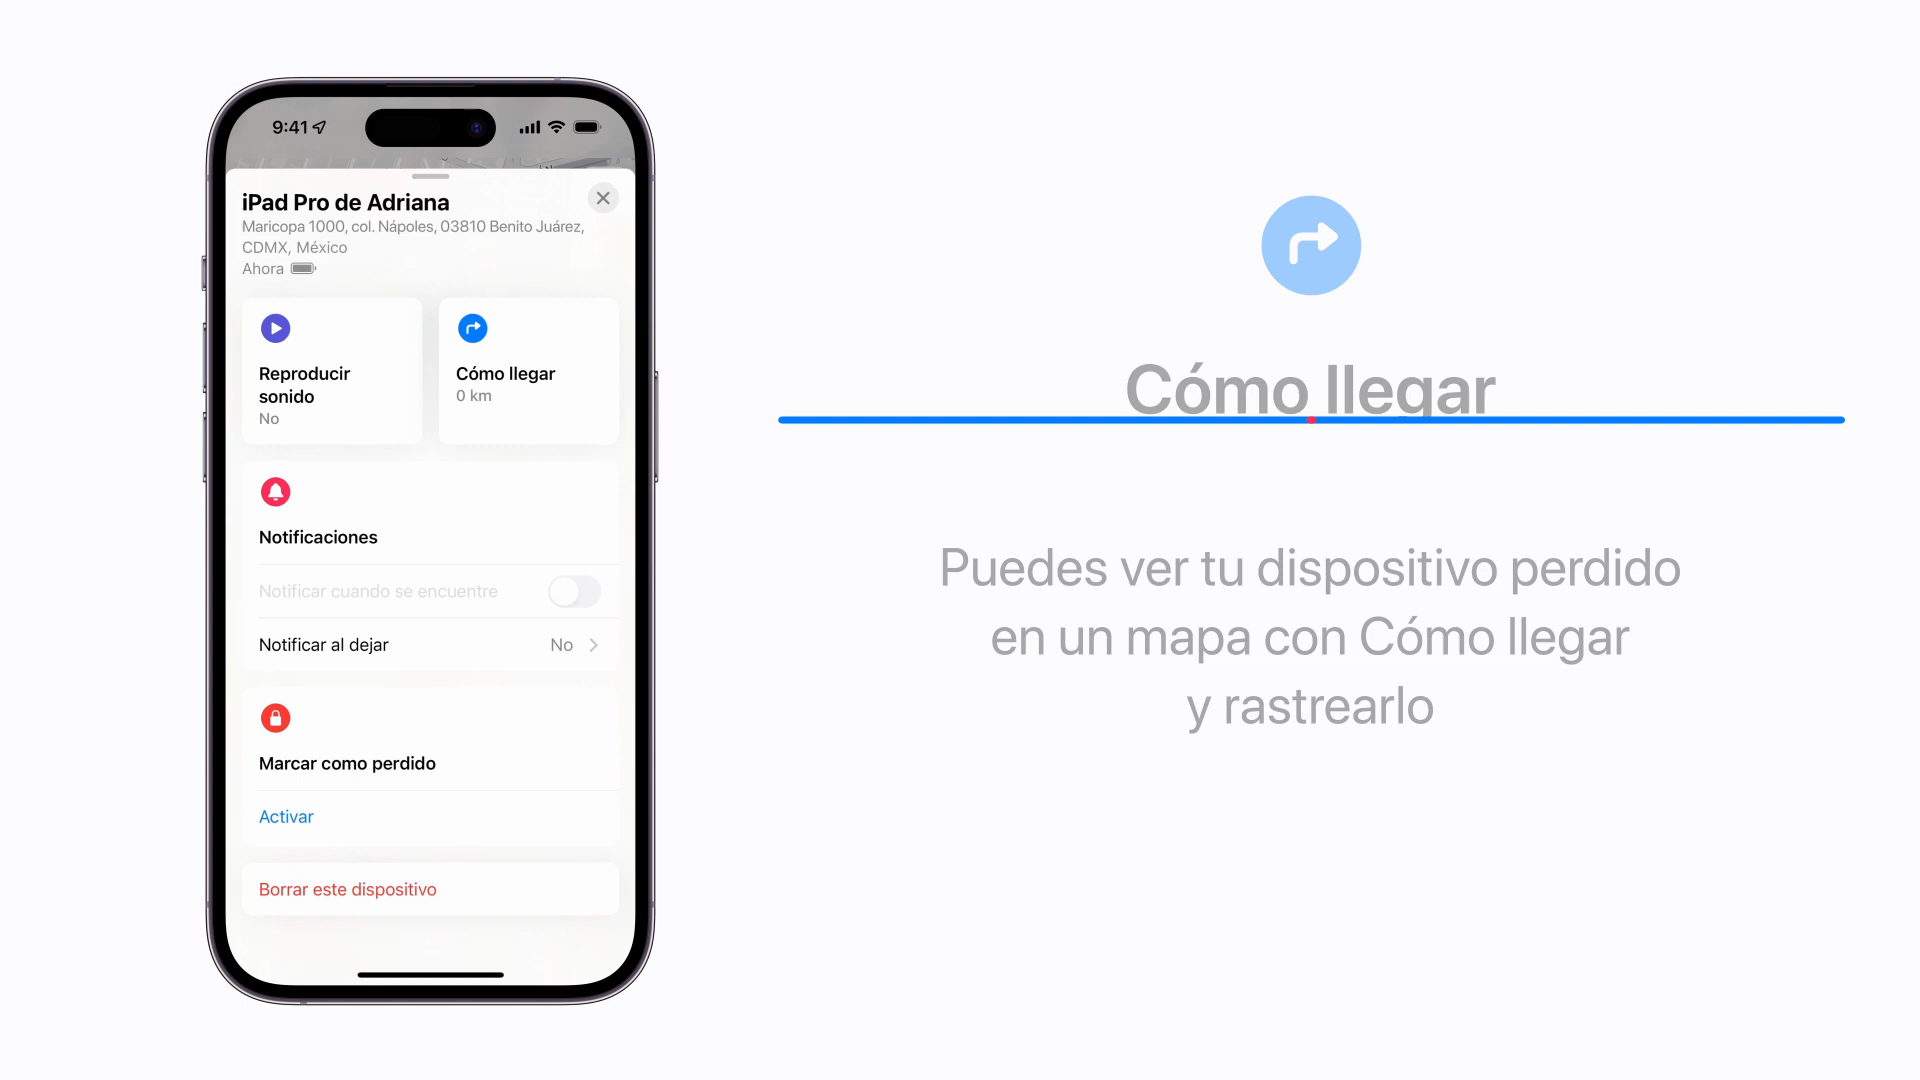 9:41
iPad Pro de Adriana
Maricopa 1000, col. Nápoles, 03810 Benito Juárez,
CDMX, México
Ahora
Reproducir
sonido
No
Cómo llegar
0 km
Notificaciones
Notificar cuando se encuentre
Notificar al dejar No
Marcar como perdido
Activar
Borrar este dispositivo
Cómo llegar
Puedes ver tu dispositivo perdido
en un mapa con Cómo llegar
y rastrearlo